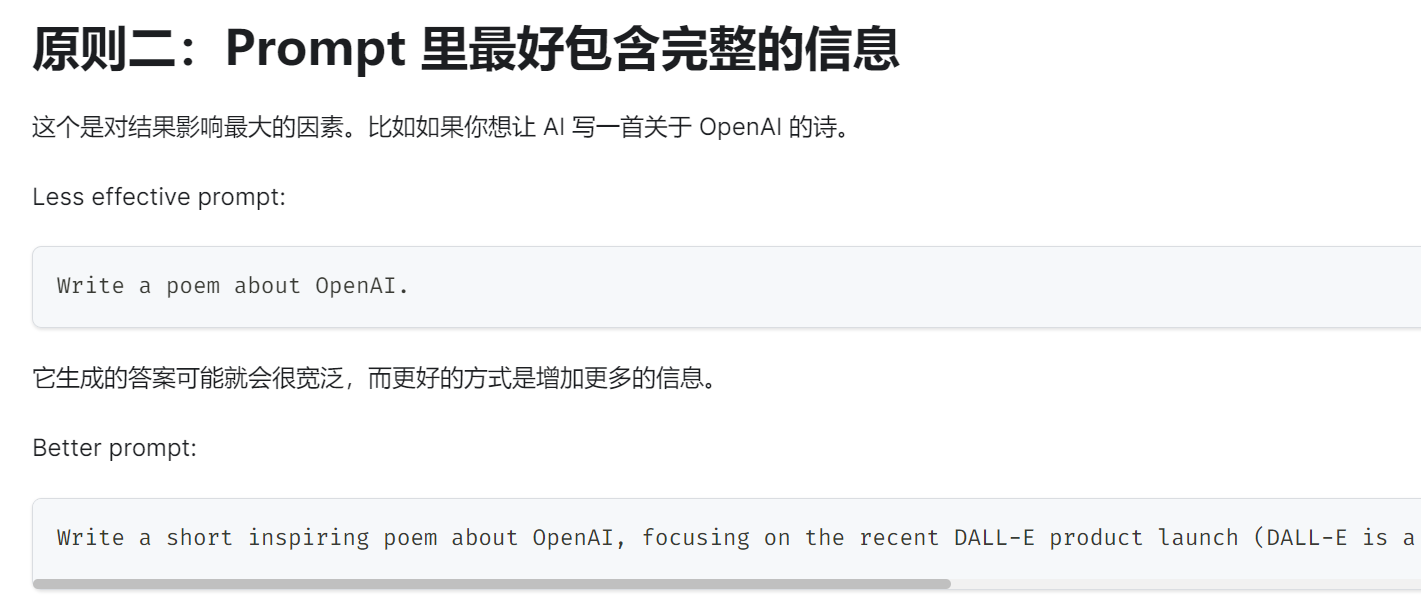 原则二：Prompt 里最好包含完整的信息
这个是对结果影响最大的因素。比如如果你想让 AI 写一首关于 OpenAI 的诗。
Less effective prompt:
Write a poem about OpenAI.
它生成的答案可能就会很宽泛，而更好的方式是增加更多的信息。
Better prompt:
Write a short inspiring poem about OpenAI, focusing on the recent DALL-E product launch (DALL-E is a